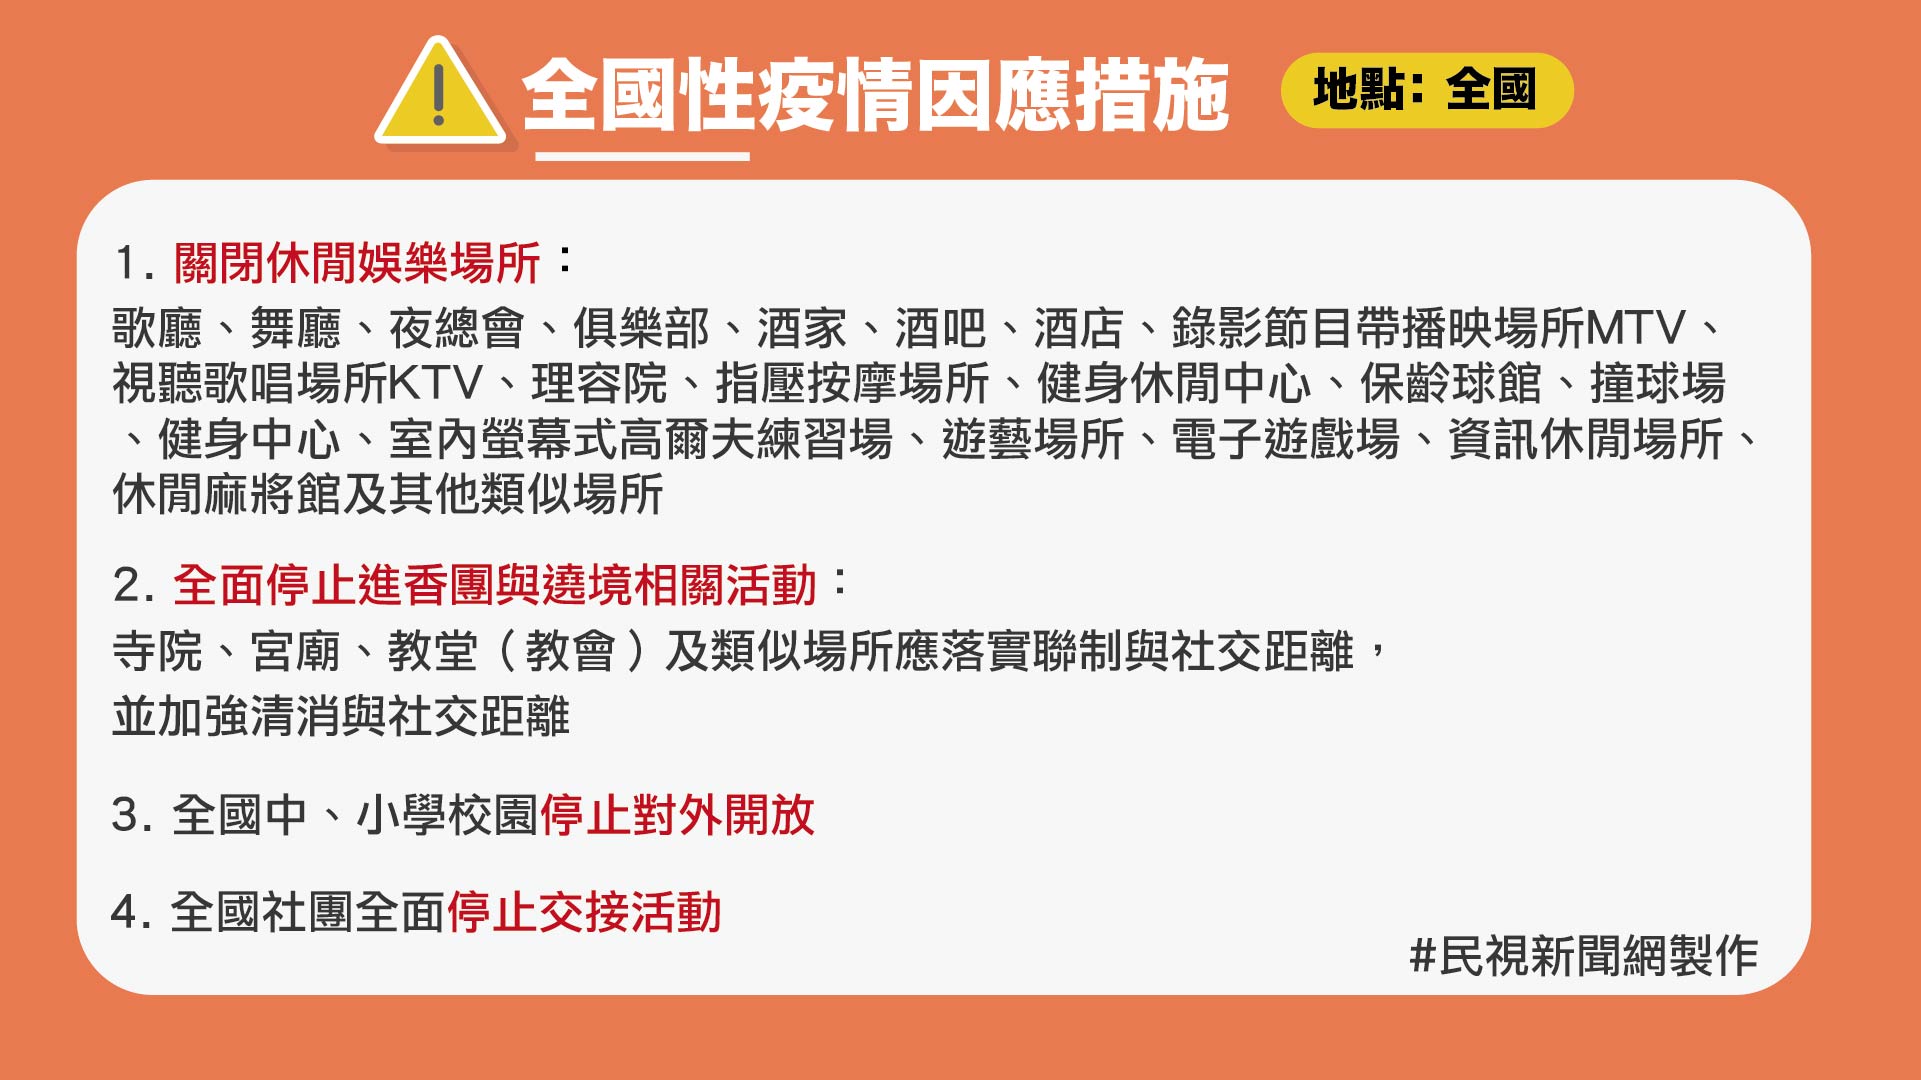 全國性疫情因應措施
地點：全國
1. 關閉休閒娛樂場所：
歌廳、舞廳、夜總會、俱樂部、酒家、酒吧、酒店、錄影節目帶播映場所MTV、
視聽歌唱場所KTV、理容院、指壓按摩場所、健身休閒中心、保齡球館、撞球場
、健身中心、室內螢幕式高爾夫練習場、遊藝場所、電子遊戲場、資訊休閒場所、
休閒麻將館及其他類似場所
2. 全面停止進香團與遶境相關活動：
寺院、宮廟、教堂（教會）及類似場所應落實聯制與社交距離，
並加強清消與社交距離
3. 全國中、小學校園停止對外開放
4. 全國社團全面停止交接活動
#民視新聞網製作